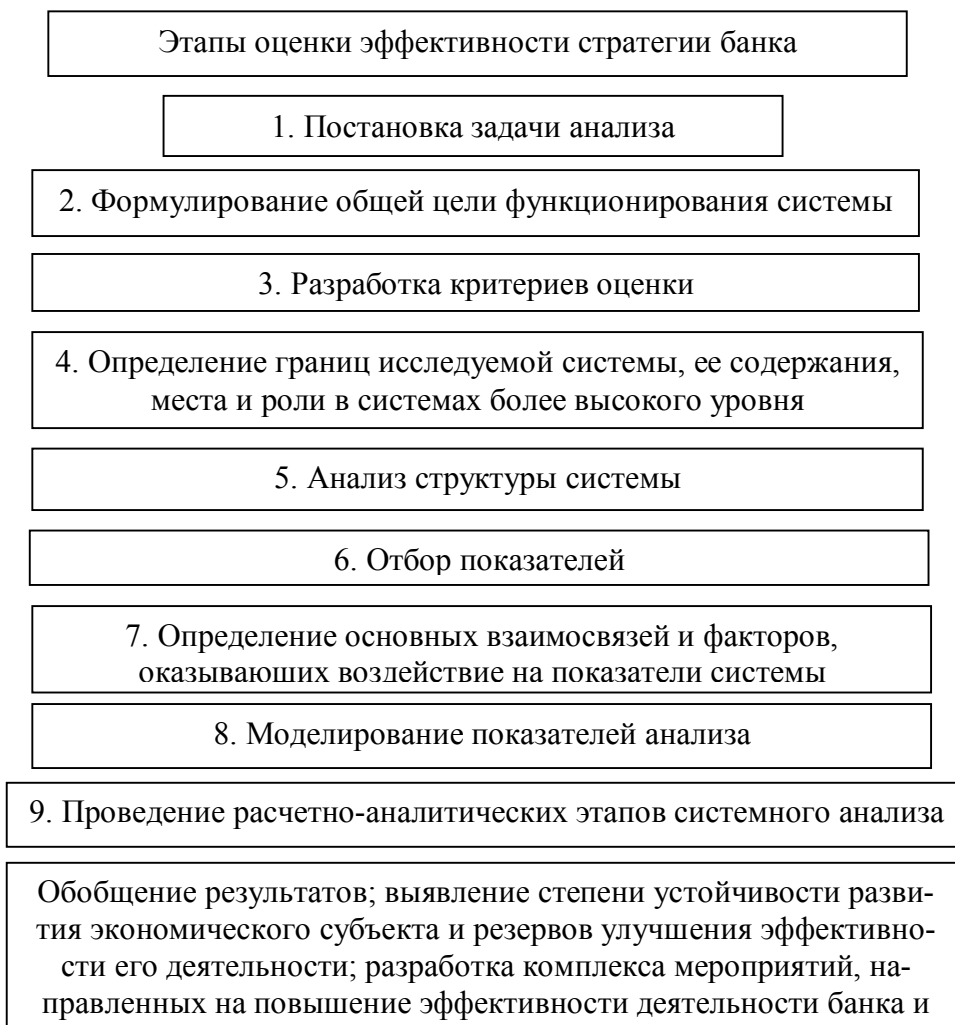 Этапы оценки эффективности стратегии банка
1. Постановка задачи анализа
2. Формулирование общей цели функционирования системы
3. Разработка критериев оценки
4. Определение границ исследуемой системы, ее содержания,
места и роли в системах более высокого уровня
5. Анализ структуры системы
6. Отбор показателей
7. Определение основных взаимосвязей и факторов,
оказывающих воздействие на показатели системы
8. Моделирование показателей анализа
9. Проведение расчетно-аналитических этапов системного анализа
Обобщение результатов; выявление степени устойчивости разви-
тия экономического субъекта и резервов улучшения эффективно-
сти его деятельности; разработка комплекса мероприятий, на-
правленных на повышение эффективности деятельности банка и